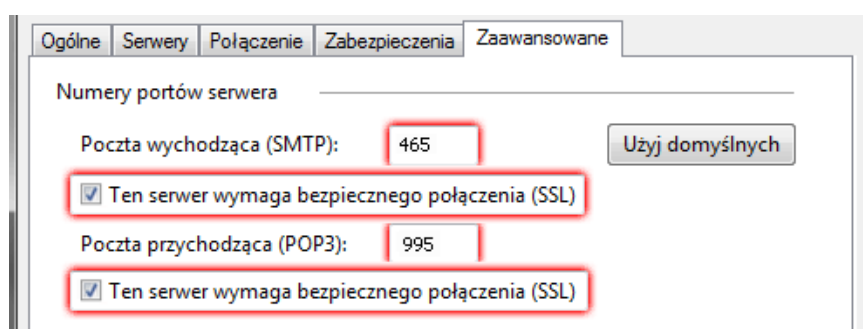 Ogólne Serwery Połączenie Zabezpieczenia Zaawansowane
Numery portów serwera
Poczta wychodząca (SMTP): 465 Użyj domyślnych
Ten serwer wymaga bezpiecznego połączenia (SSL)
Poczta przychodząca (POP3): 995
Ten serwer wymaga bezpiecznego połączenia (SSL)